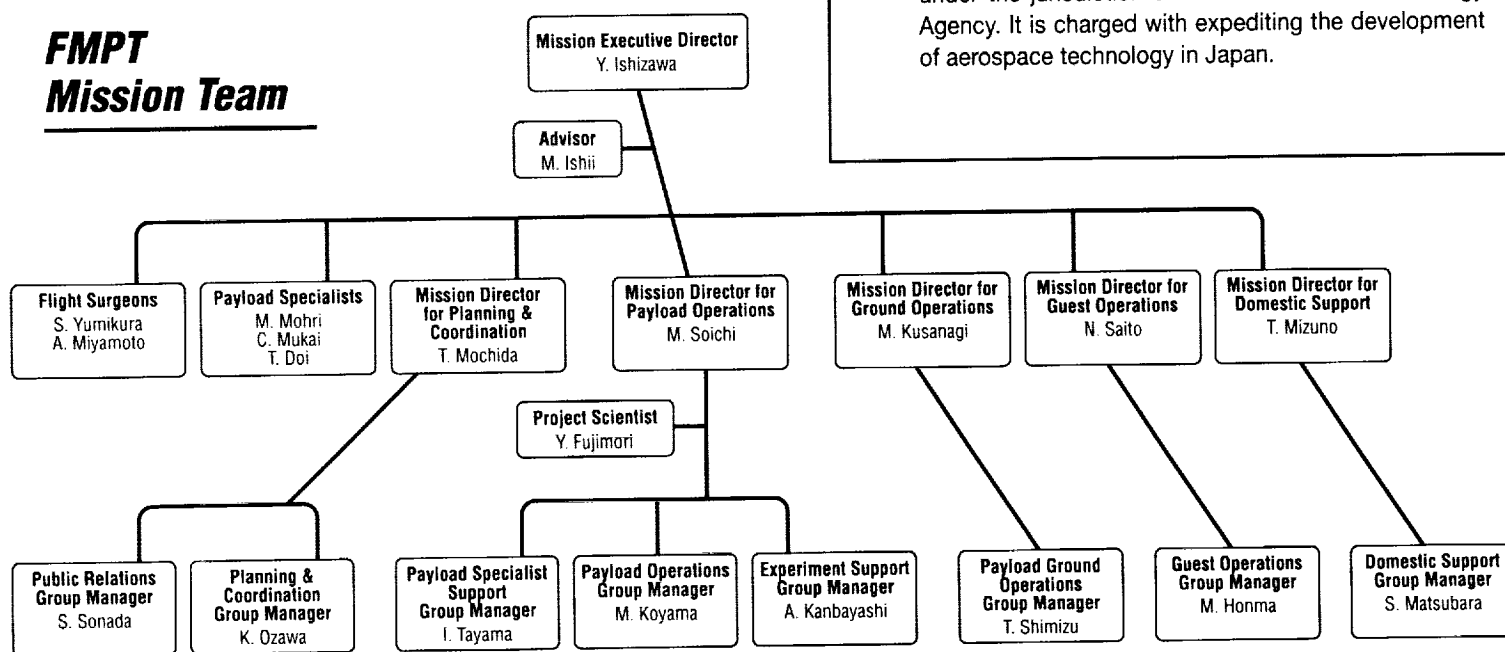 FMPT
Mission Team
under the jurisdiction
Agency. It is charged with expediting the development
of aerospace technology in Japan.
Mission Executive Director
Y. Ishizawa
Advisor
M. Ishii
Flight Surgeons
S. Yumikura
A. Miyamoto
Payload Specialists
M. Mohri
C. Mukai
T. Doi
Mission Director
for Planning &
Coordination
T. Mochida
Mission Director for
Payload Operations
M. Soichi
Mission Director for
Ground Operations
M. Kusanagi
Mission Director for
Guest Operations
N. Saito
Mission Director for
Domestic Support
T. Mizuno
Project Scientist
Y. Fujimori
Public Relations
Group Manager
S. Sonada
Planning &
Coordination
Group Manager
K. Ozawa
Payload Specialist
Support
Group Manager
I. Tayama
Payload Operations
Group Manager
M. Koyama
Experiment Support
Group Manager
A. Kanbayashi
Payload Ground
Operations
Group Manager
T. Shimizu
Guest Operations
Group Manager
M. Honma
Domestic Support
Group Manager
S. Matsubara